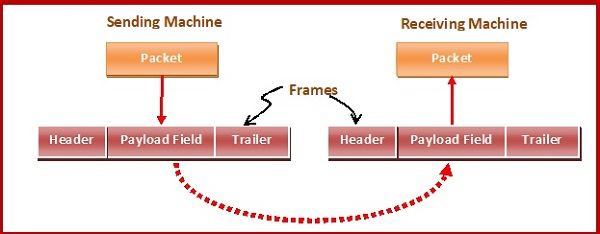 Sending Machine
Receiving Machine
Packet
Packet
Frames
Header Payload Field Trailer
Header Payload Field Trailer